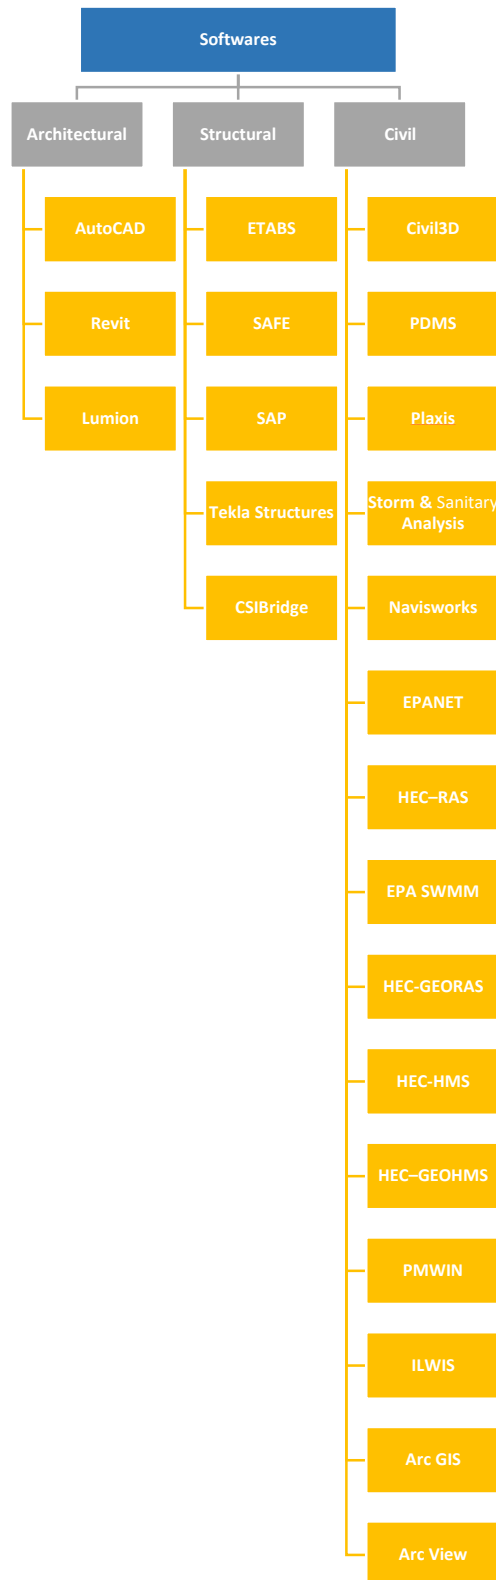 Softwares
Architectural
Structural
Civil
AutoCAD
Revit
Lumion
ETABS
SAFE
SAP
Tekla Structures
CSIBridge
Civil3D
PDMS
Plaxis
Storm & Sanitary
Analysis
Navisworks
EPANET
HEC–RAS
EPA SWMM
HEC-GEORAS
HEC-HMS
HEC–GEOHMS
PMWIN
ILWIS
Arc GIS
Arc View